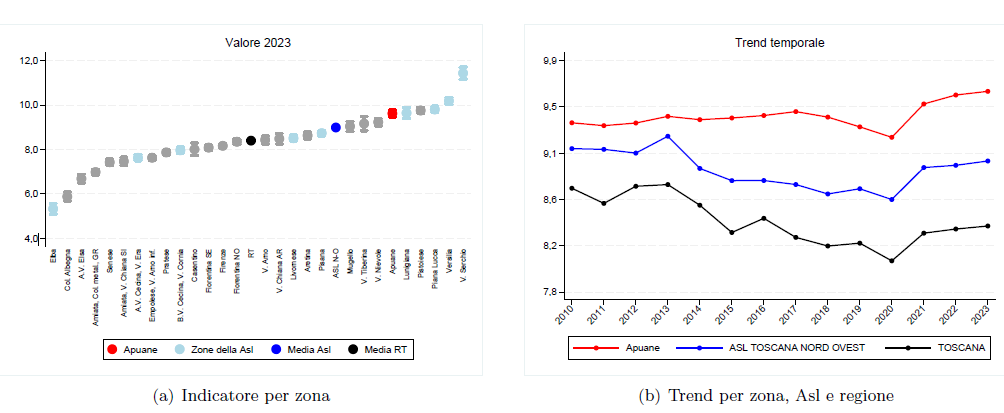 Valore 2023
12,0
10,0
8,0
6,0
4,0
Elba
Col. Albegna
A.V. Elsa
Amiata, Col. metal. GR
Senese
Amiata, V. Chiana SI
A.V. Cecina, V. Era
Empolese, V. Arno inf.
Pratese
B.V. Cecina, V. Cornia
Casentino
Fiorentina SE
Firenze
Fiorentina NO
RT
V. Arno
V. Chiana AR
Livornese
Aretina
Pisana
ASL N-O
Mugello
V. Tiberina
V. Nievole
Apuane
Lunigiana
Pistoiese
Piana Lucca
Versilia
V. Serchio
Apuane
Zone della Asl
Media Asl
Media RT
(a) Indicatore per zona
Trend temporale
9,9
9,5
9,1
8,6
8,2
7,8
2010
2011
2012
2013
2014
2015
2016
2017
2018
2019
2020
2021
2022
2023
Apuane
ASL TOSCANA NORD OVEST
TOSCANA
(b) Trend per zona, Asl e regione